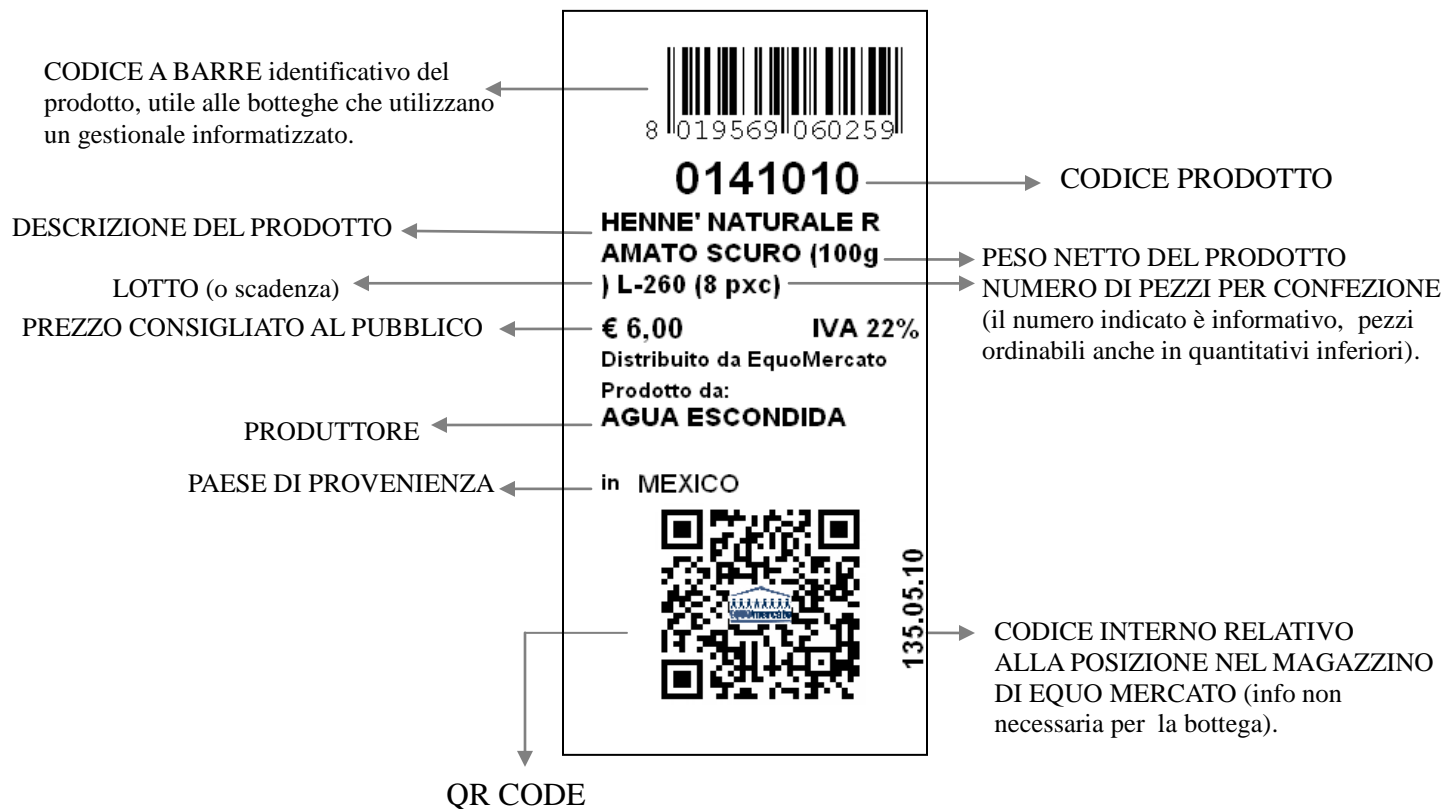 CODICE A BARRE identificativo del
prodotto, utile alle botteghe che utilizzano
un gestionale informatizzato.
8 019569 060259
0141010
CODICE PRODOTTO
DESCRIZIONE DEL PRODOTTO
HENNE' NATURALE R
AMATO SCURO (100g
) L-260 (8 pxc)
PESO NETTO DEL PRODOTTO
LOTTO (o scadenza)
NUMERO DI PEZZI PER CONFEZIONE
(il numero indicato è informativo, pezzi
ordinabili anche in quantitativi inferiori).
PREZZO CONSIGLIATO AL PUBBLICO
€ 6,00 IVA 22%
Distribuito da EquoMercato
Prodotto da:
AGUA ESCONDIDA
PRODUTTORE
PAESE DI PROVENIENZA
in MEXICO
equomercato
135.05.10
CODICE INTERNO RELATIVO
ALLA POSIZIONE NEL MAGAZZINO
DI EQUO MERCATO (info non
necessaria per la bottega).
QR CODE